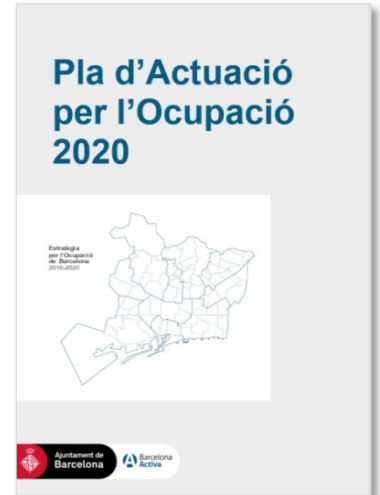 Pla d'Actuació
per l'Ocupació
2020
Estratègia
per l'Ocupació
de Barcelona
2016-2020
Ajuntament de
Barcelona
Barcelona
Activa